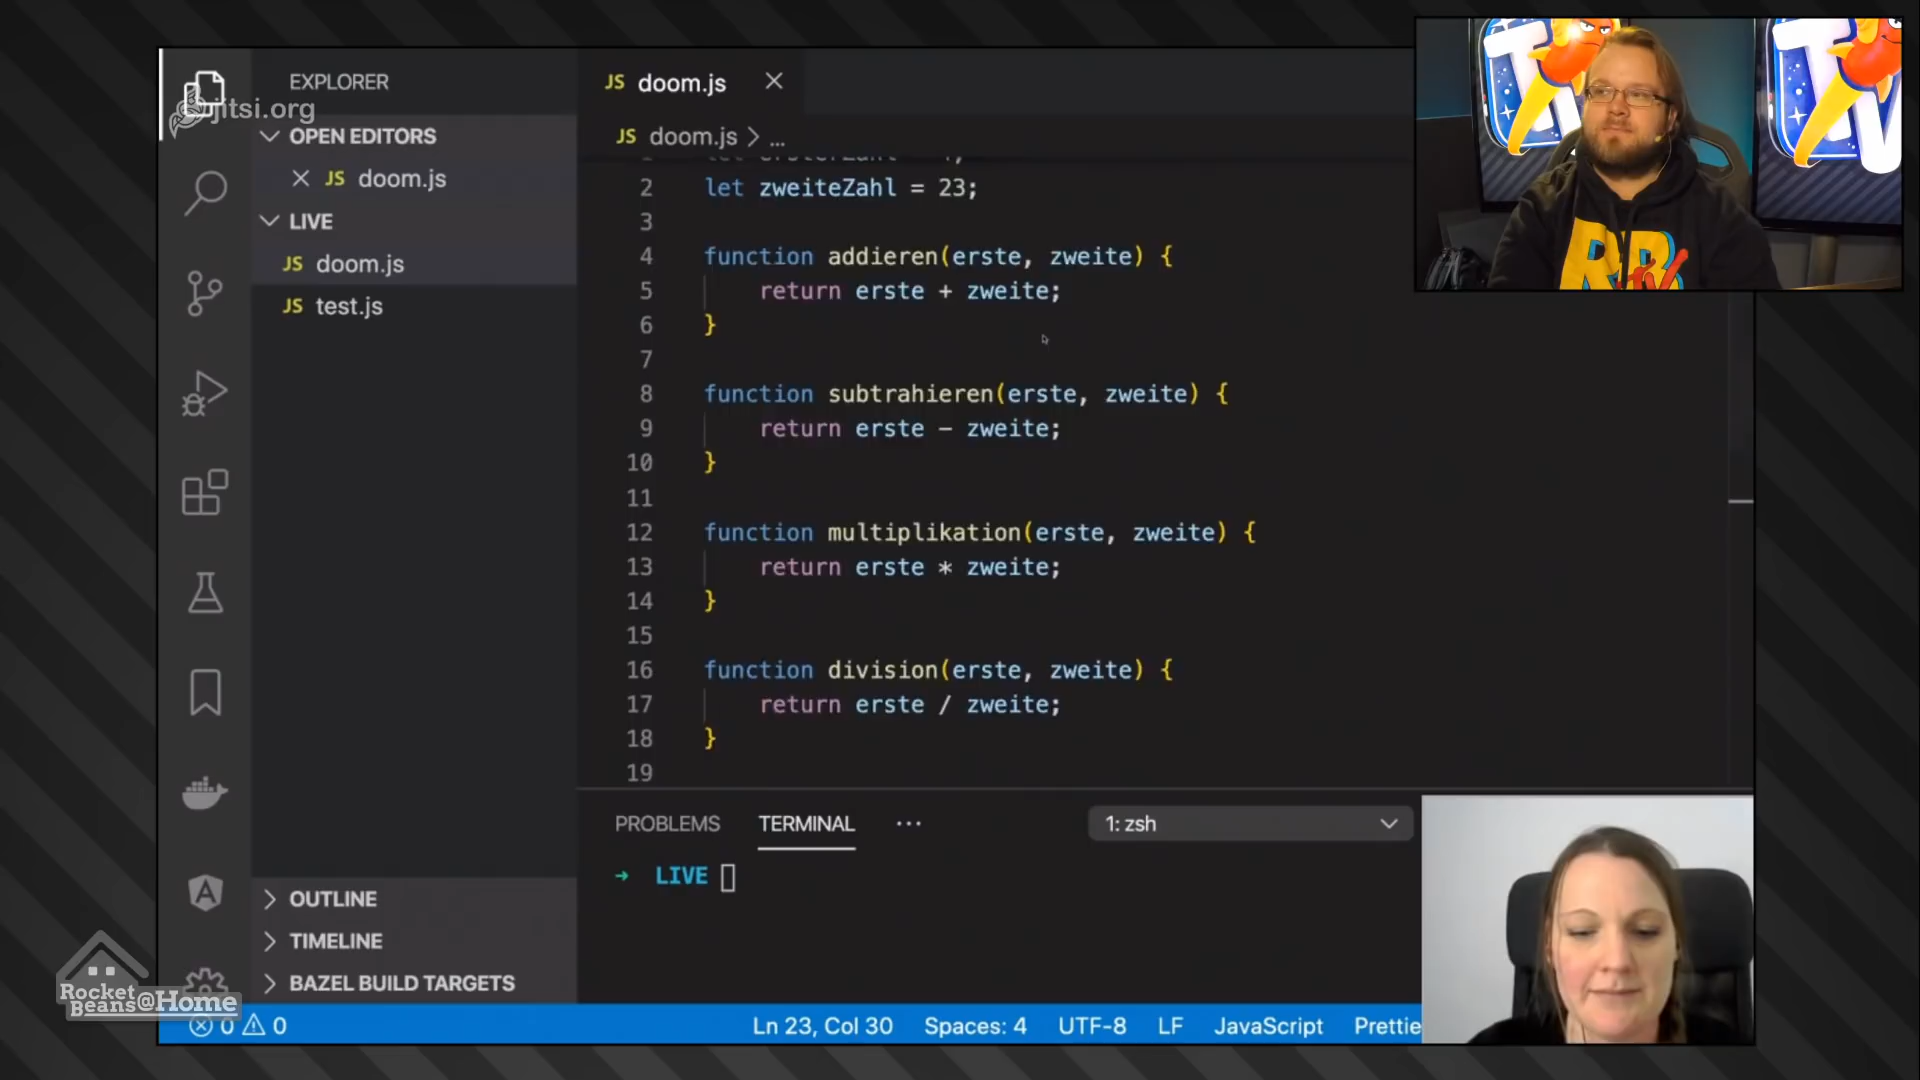 EXPLORER
jitsi.org
OPEN EDITORS
JS doom.js
LIVE
JS doom.js
JS test.js
OUTLINE
TIMELINE
BAZEL BUILD TARGETS
JS doom.js
JS doom.js > ...
2 let zweiteZahl = 23;
3
4 function addieren(erste, zweite) {
5 return erste + zweite;
6 }
7
8 function subtrahieren(erste, zweite) {
9 return erste - zweite;
10 }
11
12 function multiplikation(erste, zweite) {
13 return erste * zweite;
14 }
15
16 function division(erste, zweite) {
17 return erste / zweite;
18 }
19
PROBLEMS TERMINAL ... 1: zsh
→ LIVE
0 0 Ln 23, Col 30 Spaces: 4 UTF-8 LF JavaScript Prettie
Rocket
Beans@Home
TV
RB
TV